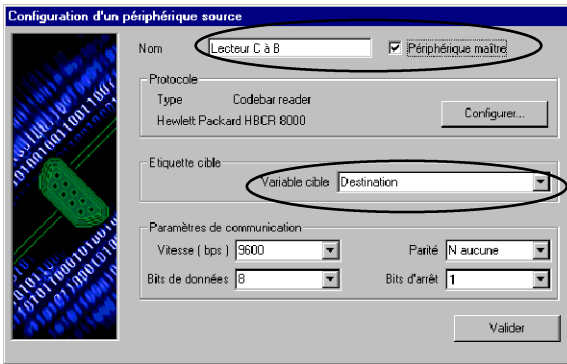 Configuration d'un périphérique source
Nom Lecteur C à B Périphérique maître
Protocole
Type Codebar reader
Hewlett Packard HBCR 8000
Configurer...
Etiquette cible
Variable cible Destination
Paramètres de communication
Vitesse ( bps ) 9600 Parité N aucune
Bits de données 8 Bits d'arrêt 1
Valider